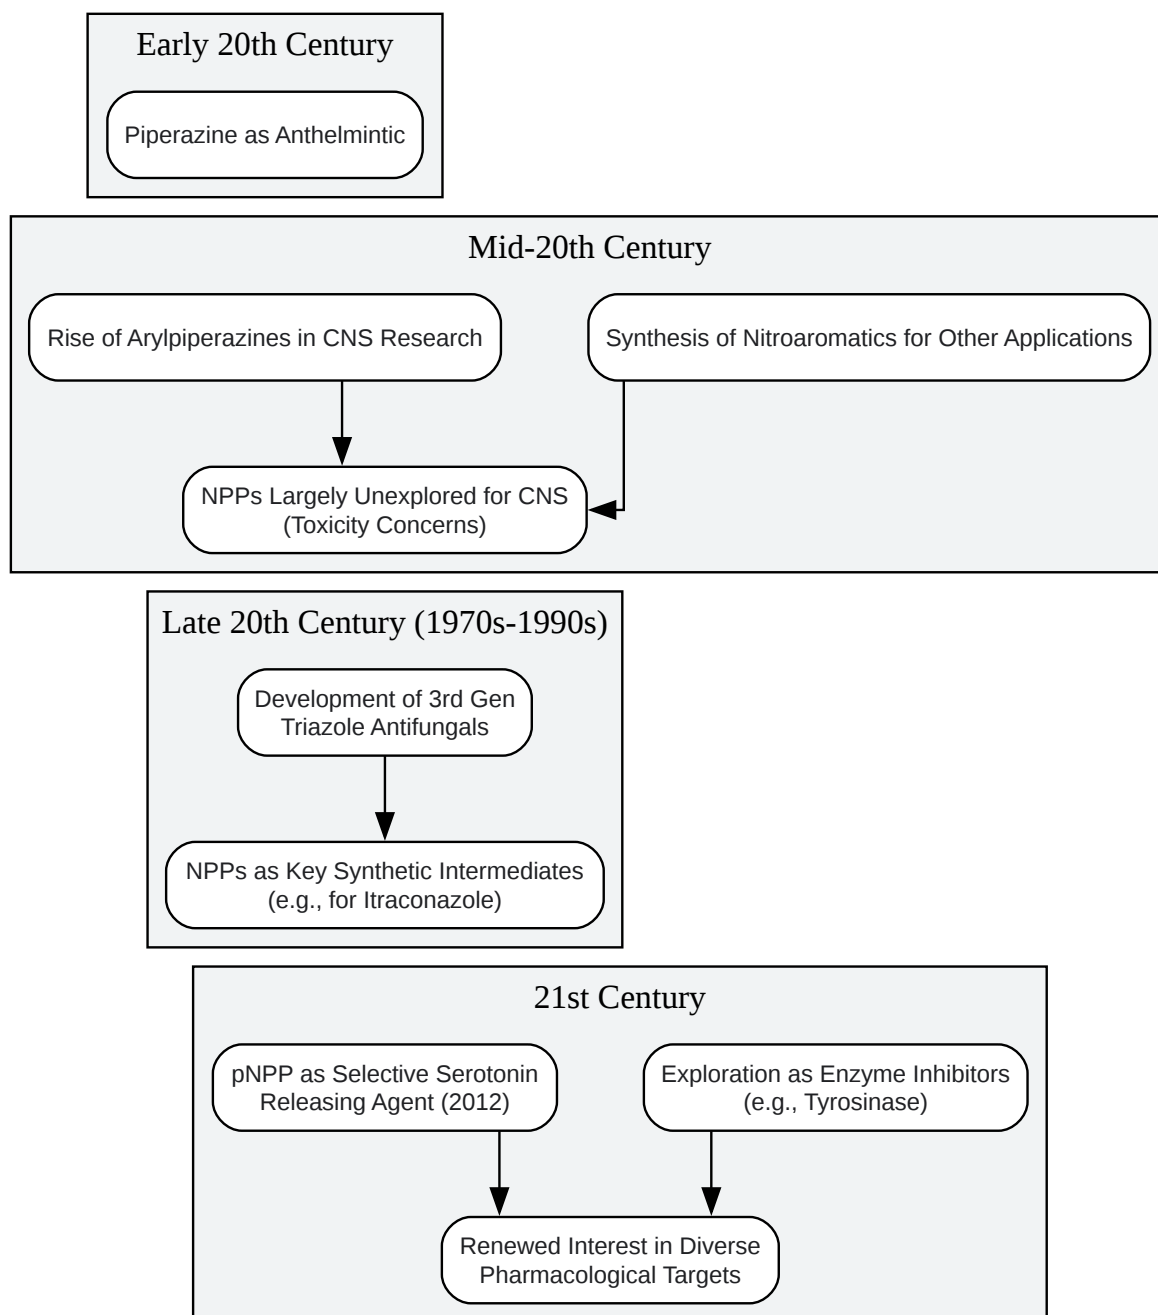 Early 20th Century
Piperazine as Anthelmintic
Mid-20th Century
Rise of Arylpiperazines in CNS Research
Synthesis of Nitroaromatics for Other Applications
NPPs Largely Unexplored for CNS
(Toxicity Concerns)
Late 20th Century (1970s-1990s)
Development of 3rd Gen
Triazole Antifungals
NPPs as Key Synthetic Intermediates
(e.g., for Itraconazole)
21st Century
pNPP as Selective Serotonin
Releasing Agent (2012)
Exploration as Enzyme Inhibitors
(e.g., Tyrosinase)
Renewed Interest in Diverse
Pharmacological Targets